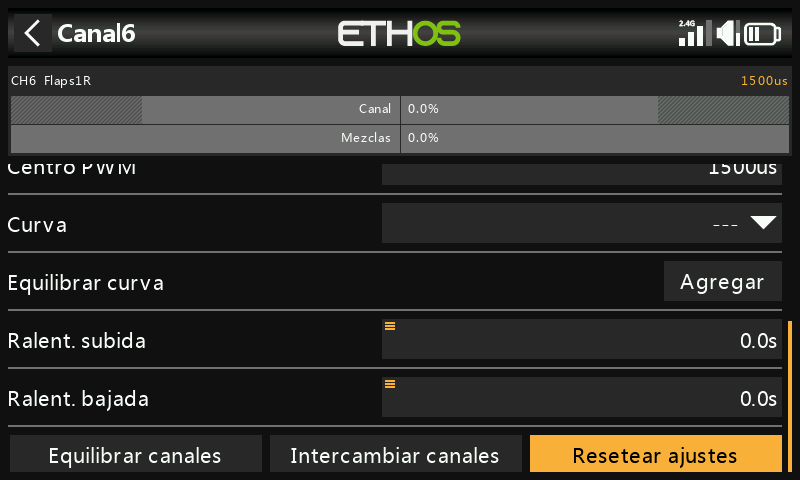 Canal6
ETHOS
2.4G
CH6 Flaps1R
1500us
Canal 0.0%
Mezclas 0.0%
Centro PWM 1500us
Curva ---
Equilibrar curva Agregar
Ralent. subida 0.0s
Ralent. bajada 0.0s
Equilibrar canales Intercambiar canales Resetear ajustes